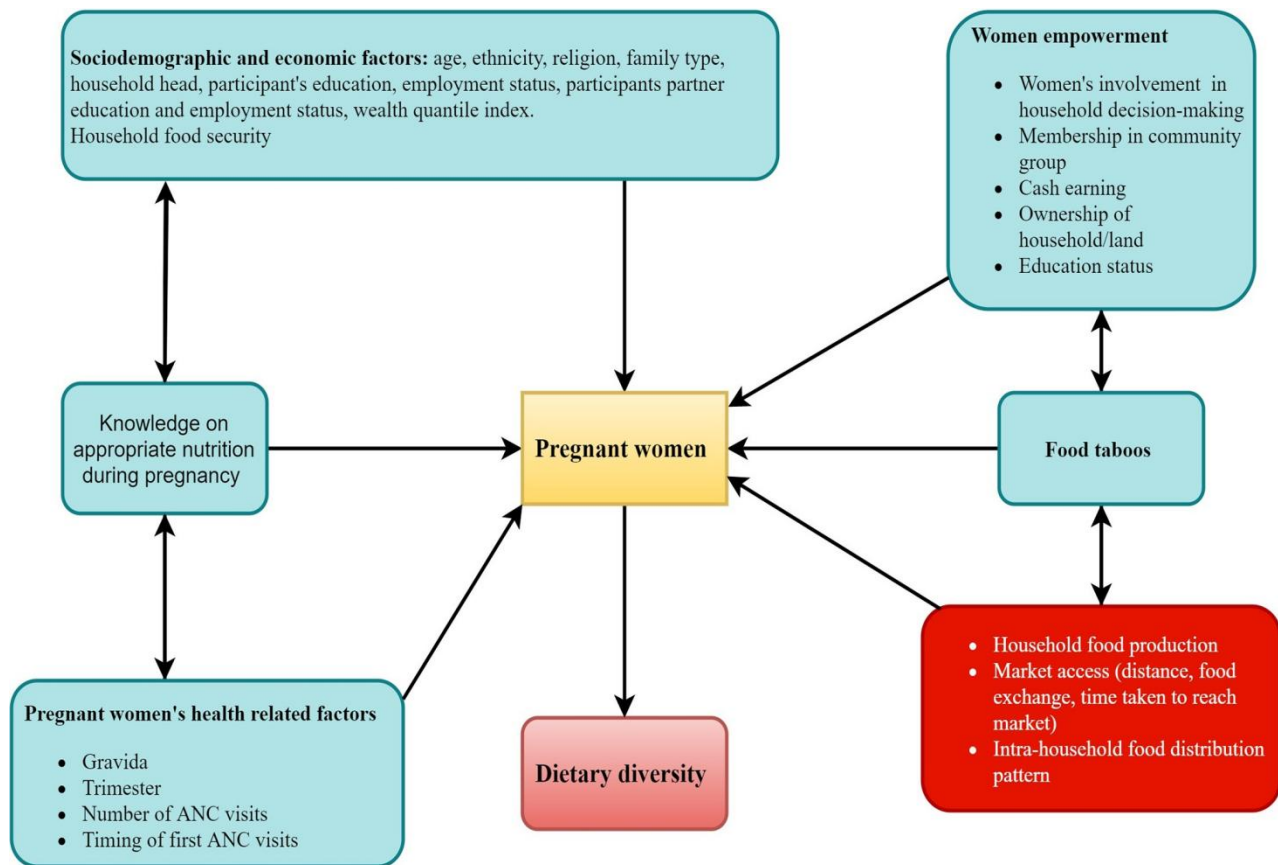 Sociodemographic and economic factors: age, ethnicity, religion, family type,
household head, participant's education, employment status, participants partner
education and employment status, wealth quantile index.
Household food security
Women empowerment
• Women's involvement in
household decision-making
• Membership in community
group
• Cash earning
• Ownership of
household/land
• Education status
Knowledge on
appropriate nutrition
during pregnancy
Pregnant women
Food taboos
Pregnant women's health related factors
• Gravida
• Trimester
• Number of ANC visits
• Timing of first ANC visits
Dietary diversity
• Household food production
• Market access (distance, food
exchange, time taken to reach
market)
• Intra-household food distribution
pattern